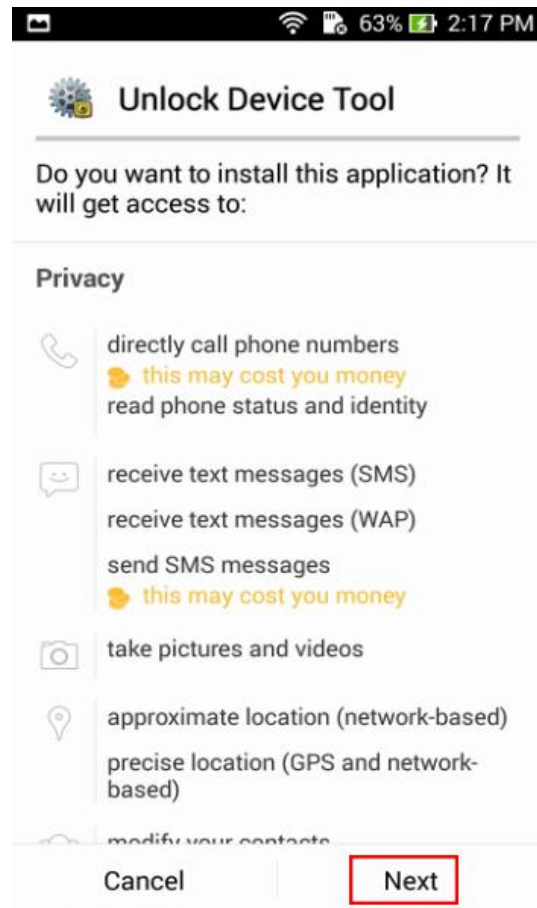 63% 2:17 PM
Unlock Device Tool
Do you want to install this application? It
will get access to:
Privacy
directly call phone numbers
this may cost you money
read phone status and identity
receive text messages (SMS)
receive text messages (WAP)
send SMS messages
this may cost you money
take pictures and videos
approximate location (network-based)
precise location (GPS and network-
based)
modify your contacts
Cancel Next